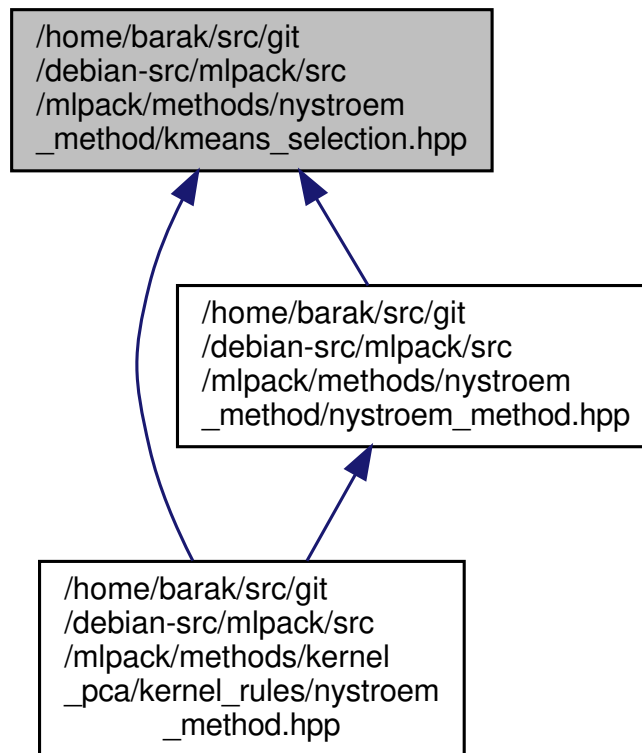 /home/barak/src/git
/debian-src/mlpack/src
/mlpack/methods/nystroem
_method/kmeans_selection.hpp
/home/barak/src/git
/debian-src/mlpack/src
/mlpack/methods/nystroem
_method/nystroem_method.hpp
/home/barak/src/git
/debian-src/mlpack/src
/mlpack/methods/kernel
_pca/kernel_rules/nystroem
_method.hpp